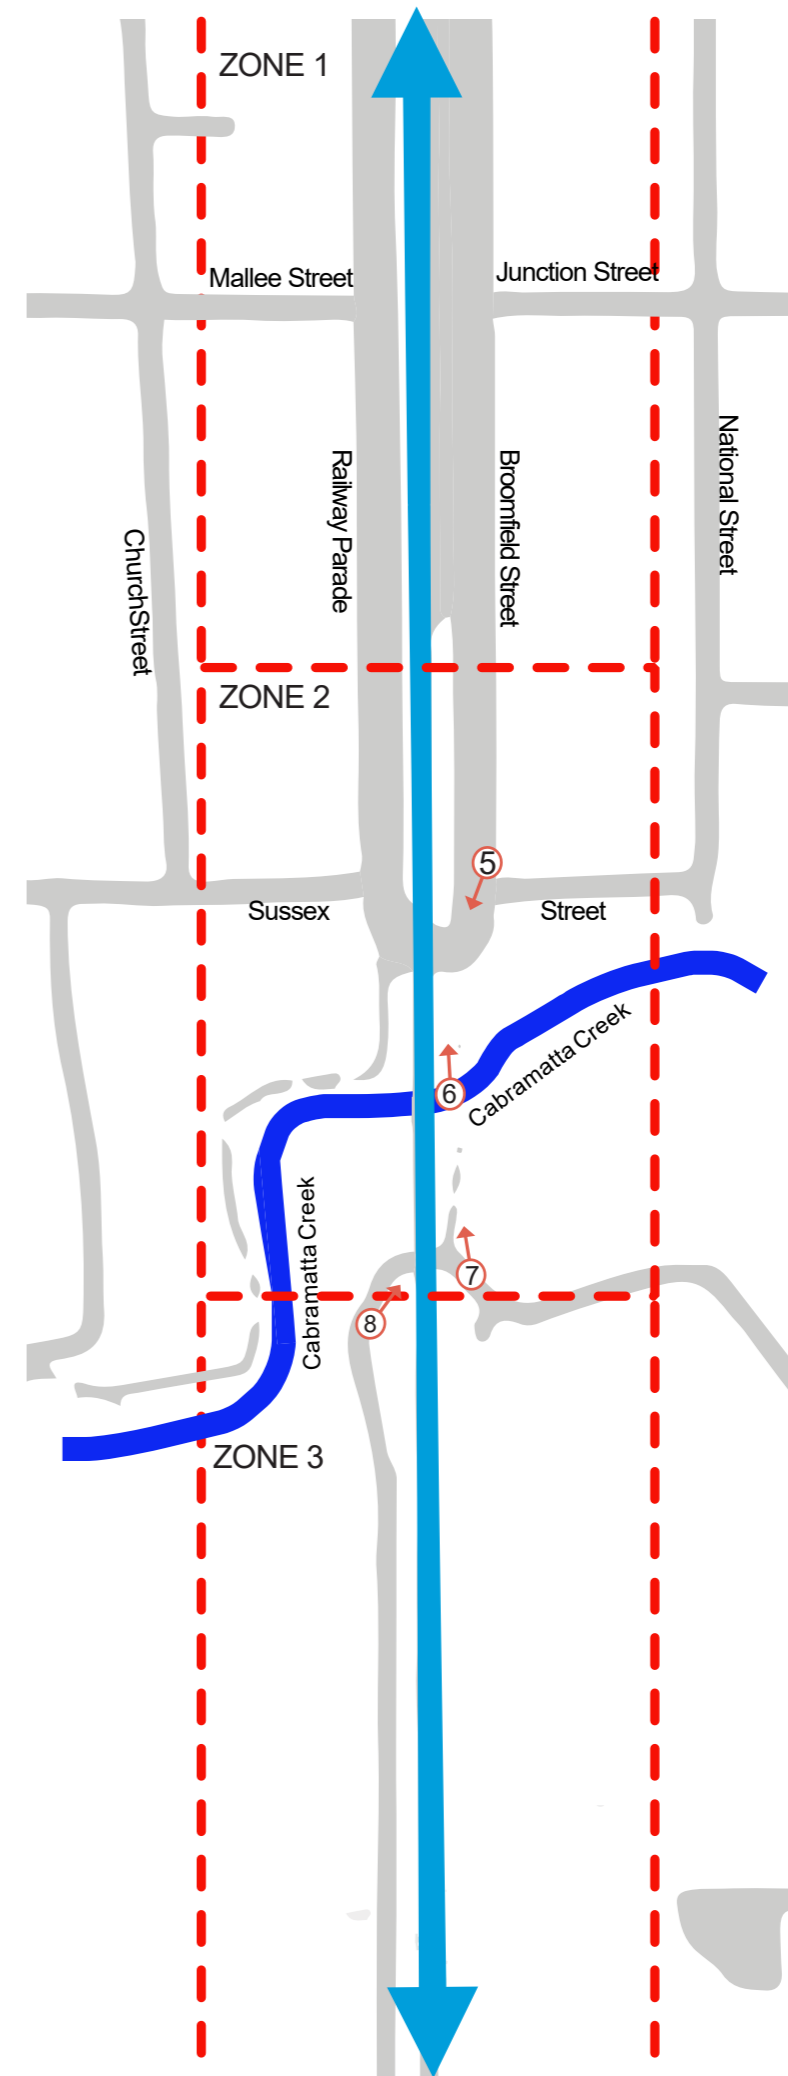 ZONE 1
Mallee Street
Junction Street
Railway Parade
Broomfield Street
National Street
ChurchStreet
ZONE 2
5
Sussex
Street
6
Cabramatta Creek
Cabramatta Creek
7
8
ZONE 3